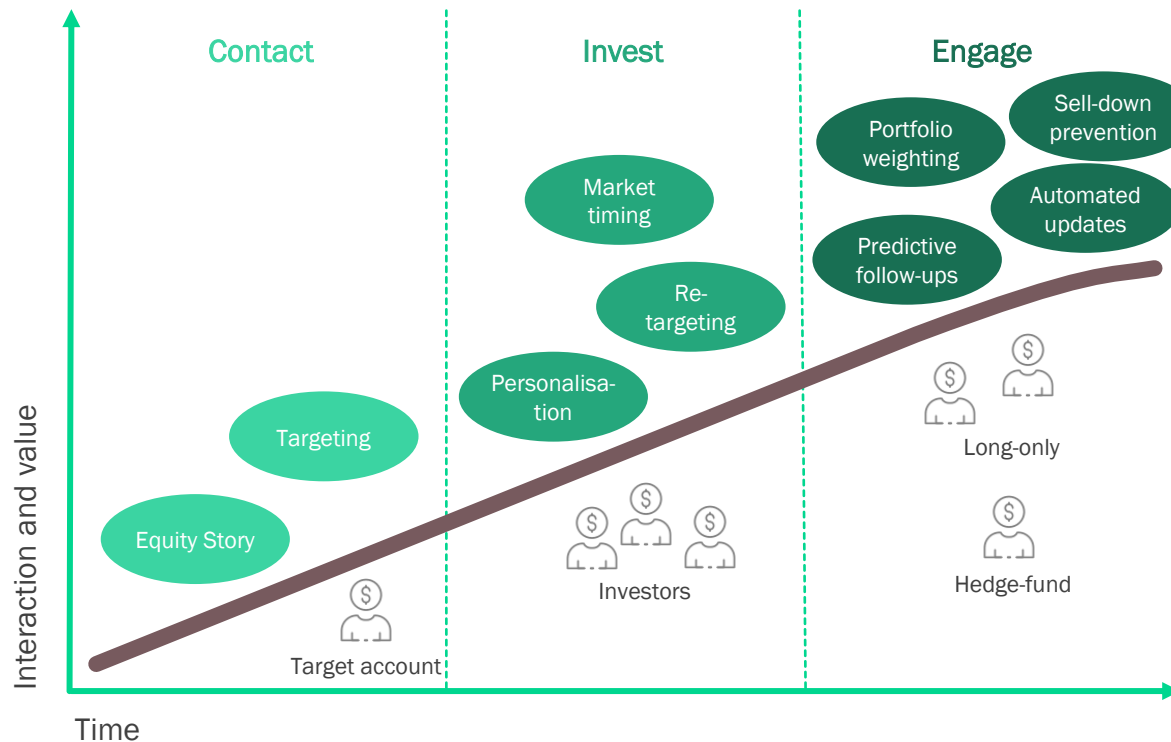 Contact
Invest
Engage
Interaction and value
Equity Story
Targeting
$
Target account
Market
timing
Re-
targeting
Personalisa-
tion
$
$
$
Investors
Portfolio
weighting
Sell-down
prevention
Automated
updates
Predictive
follow-ups
$
$
Long-only
$
Hedge-fund
Time